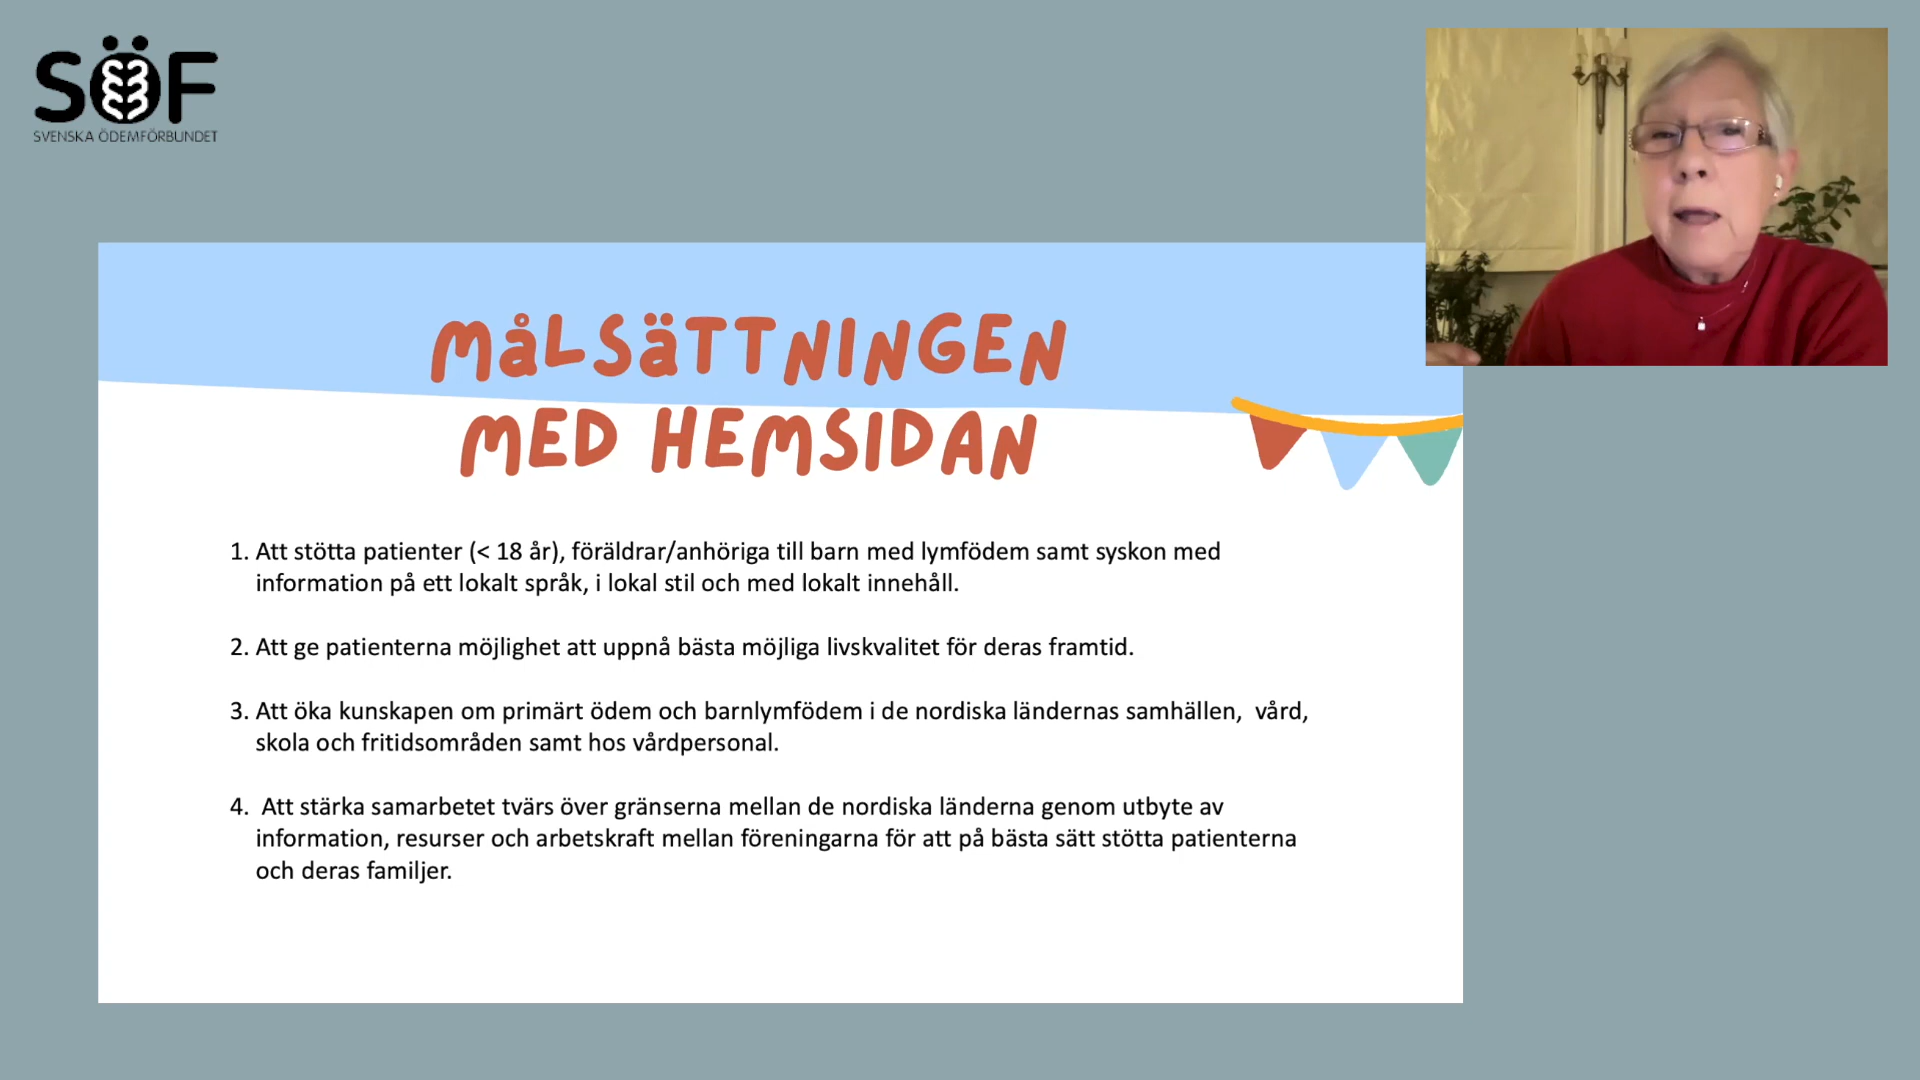 SÖF
SVENSKA ÖDEMFÖRBUNDET
MÅLSÄTTNINGEN
MED HEMSIDAN
1. Att stötta patienter (< 18 år), föräldrar/anhöriga till barn med lymfödem samt syskon med
information på ett lokalt språk, i lokal stil och med lokalt innehåll.
2. Att ge patienterna möjlighet att uppnå bästa möjliga livskvalitet för deras framtid.
3. Att öka kunskapen om primärt ödem och barnlymfödem i de nordiska ländernas samhällen,  vård,
skola och fritidsområden samt hos vårdpersonal.
4.  Att stärka samarbetet tvärs över gränserna mellan de nordiska länderna genom utbyte av
information, resurser och arbetskraft mellan föreningarna för att på bästa sätt stötta patienterna
och deras familjer.